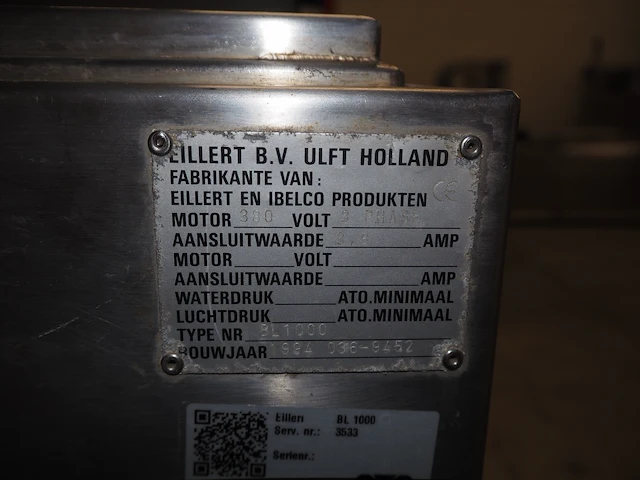 EILLERT B.V. ULFT HOLLAND
FABRIKANTE VAN:
EILLERT EN IBELCO PRODUKTEN CE
MOTOR 380 VOLT 3 PHASE
AANSLUITWAARDE AMP
MOTOR VOLT
AANSLUITWAARDE AMP
WATERDRUK ATO.MINIMAAL
LUCHTDRUK ATO.MINIMAAL
TYPE NR BL1000
BOUWJAAR 1994 036-9452
Eillert BL 1000
Serv. nr.: 3533
Serienr.: